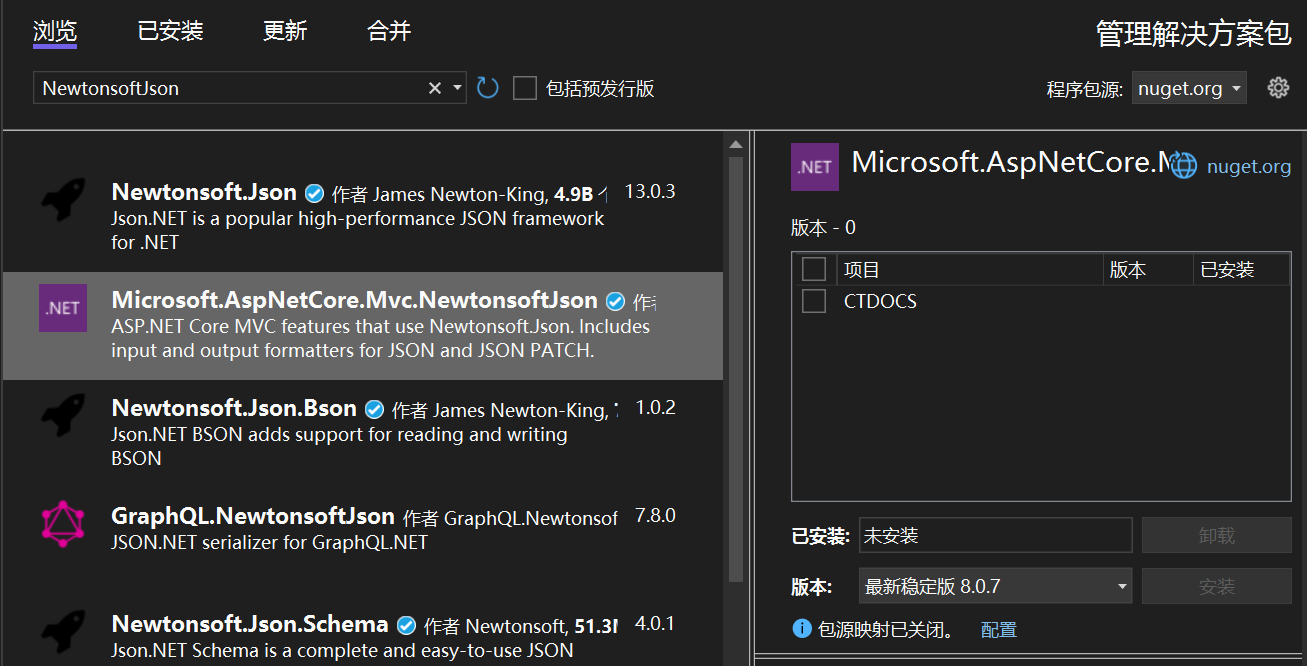 浏览 已安装 更新 合并 管理解决方案包
NewtonsoftJson 包括预发行版 程序包源: nuget.org
Newtonsoft.Json 作者 James Newton-King, 4.9B 个 13.0.3
Json.NET is a popular high-performance JSON framework
for .NET
.NET Microsoft.AspNetCore.Mvc.NewtonsoftJson 作者
ASP.NET Core MVC features that use Newtonsoft.Json. Includes
input and output formatters for JSON and JSON PATCH.
Newtonsoft.Json.Bson 作者 James Newton-King, 1.0.2
Json.NET BSON adds support for reading and writing
BSON
GraphQL.NewtonsoftJson 作者 GraphQL.Newtonsof 7.8.0
JSON.NET serializer for GraphQL.NET
Newtonsoft.Json.Schema 作者 Newtonsoft, 51.3M 4.0.1
Json.NET Schema is a complete and easy-to-use JSON
.NET Microsoft.AspNetCore.M nuget.org
版本 - 0
项目 版本 已安装
CTDOCS
已安装: 未安装 卸载
版本: 最新稳定版 8.0.7 安装
包源映射已关闭。 配置